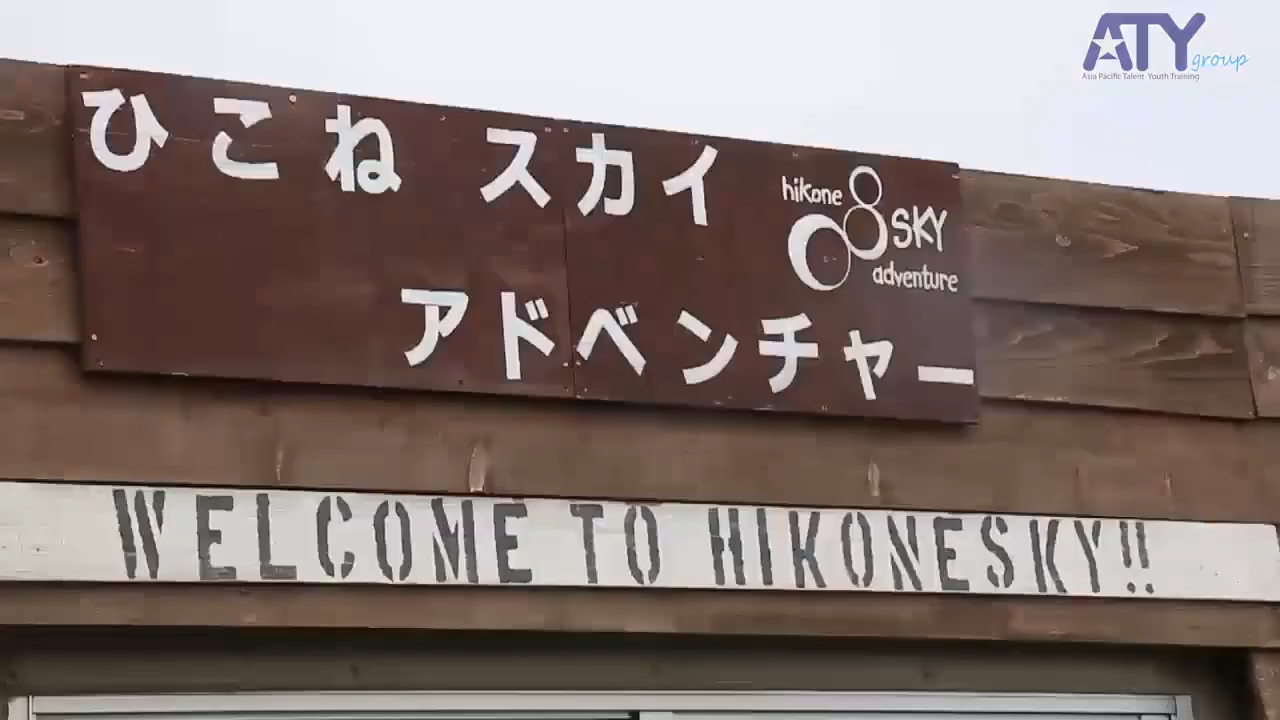 ATY group
Asia Pacific Talent Youth Training
ひこね スカイ
アドベンチャー
hikone
SKY
adventure
WELCOME TO HIKONESKY!!